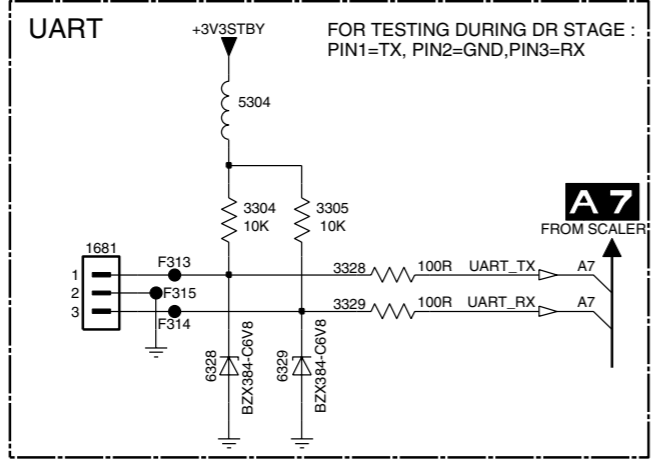 UART
+3V3STBY
FOR TESTING DURING DR STAGE :
PIN1=TX, PIN2=GND,PIN3=RX
5304
3304
10K
3305
10K
A 7
FROM SCALER
1681
1
2
3
F313
F315
F314
3328
100R
UART_TX
A7
3329
100R
UART_RX
A7
6328
BZX384-C6V8
6329
BZX384-C6V8